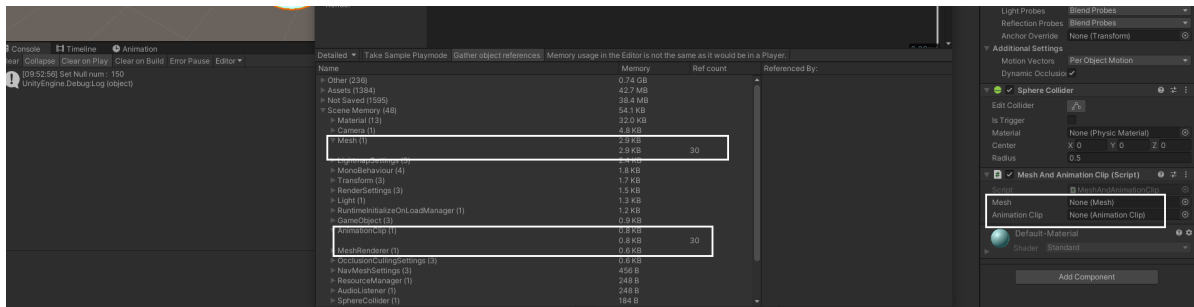 Console Timeline Animation
Clear Collapse Clear on Play Clear on Build Error Pause Editor
[09:52:56] Set Null num : 150
UnityEngine.Debug:Log (object)
Detailed Take Sample Playmode Gather object references Memory usage in the Editor is not the same as it would be in a Player.
Name Memory Ref count Referenced By:
Other (236) 0.74 GB
Assets (1384) 42.7 MB
Not Saved (1595) 38.4 MB
Scene Memory (48) 54.1 KB
Material (13) 32.0 KB
Camera (1) 4.8 KB
Mesh (1) 2.9 KB
2.9 KB 30
LightmapSettings (3) 2.4 KB
MonoBehaviour (4) 1.8 KB
Transform (3) 1.7 KB
RenderSettings (3) 1.5 KB
Light (1) 1.3 KB
RuntimeInitializeOnLoadManager (1) 1.2 KB
GameObject (3) 0.9 KB
AnimationClip (1) 0.8 KB
0.8 KB 30
MeshRenderer (1) 0.6 KB
OcclusionCullingSettings (3) 0.6 KB
NavMeshSettings (3) 456 B
ResourceManager (1) 248 B
AudioListener (1) 248 B
SphereCollider (1) 184 B
Light Probes Blend Probes
Reflection Probes Blend Probes
Anchor Override None (Transform)
Additional Settings
Motion Vectors Per Object Motion
Dynamic Occlusion
Sphere Collider
Edit Collider
Is Trigger
Material None (Physic Material)
Center X 0 Y 0 Z 0
Radius 0.5
Mesh And Animation Clip (Script)
Script MeshAndAnimationClip
Mesh None (Mesh)
Animation Clip None (Animation Clip)
Default-Material
Shader Standard
Add Component